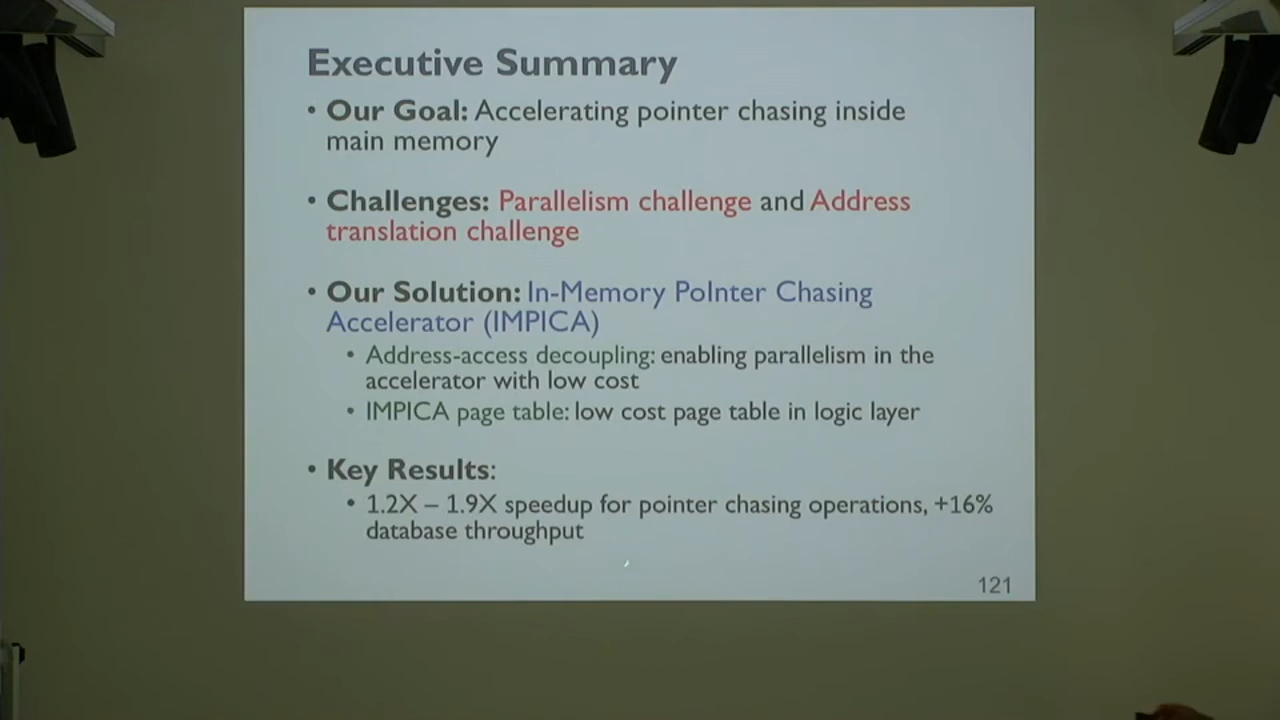 Executive Summary
• Our Goal: Accelerating pointer chasing inside
main memory
• Challenges: Parallelism challenge and Address
translation challenge
• Our Solution: In-Memory PoInter Chasing
Accelerator (IMPICA)
• Address-access decoupling: enabling parallelism in the
accelerator with low cost
• IMPICA page table: low cost page table in logic layer
• Key Results:
• 1.2X – 1.9X speedup for pointer chasing operations, +16%
database throughput
121